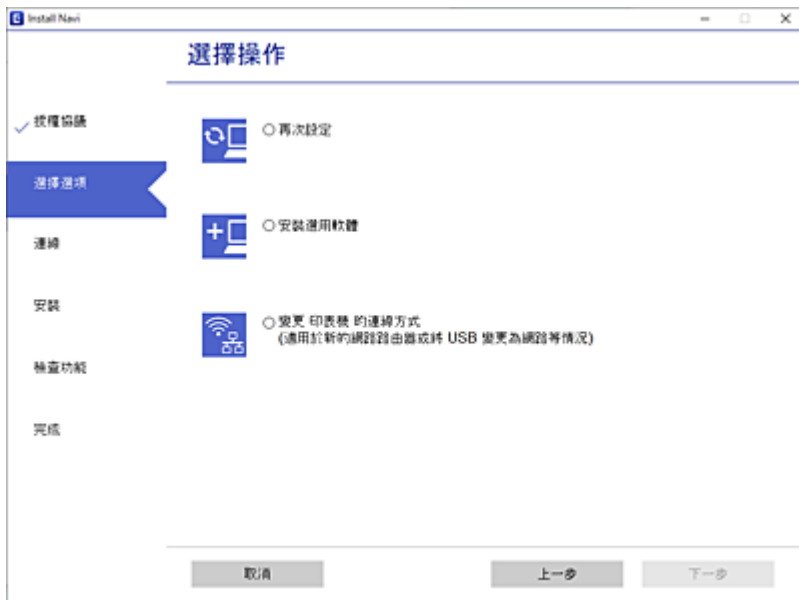 Install Navi
選擇操作
授權協議
選擇選項
連線
安裝
檢查功能
完成
再次設定
安裝選用軟體
變更 印表機 的連線方式
(適用於新的網路路由器或將 USB 變更為網路等情況)
取消
上一步
下一步